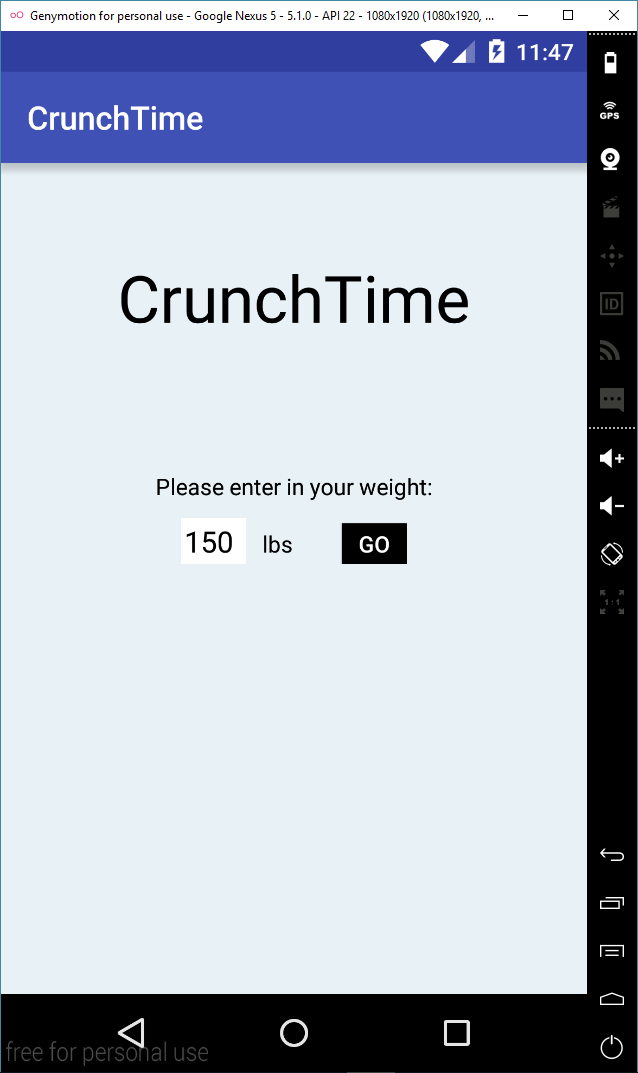 Genymotion for personal use - Google Nexus 5 - 5.1.0 - API 22 - 1080x1920 (1080x1920, ...
11:47
CrunchTime
GPS
ID
CrunchTime
Please enter in your weight:
150 lbs GO
1:1
free for personal use